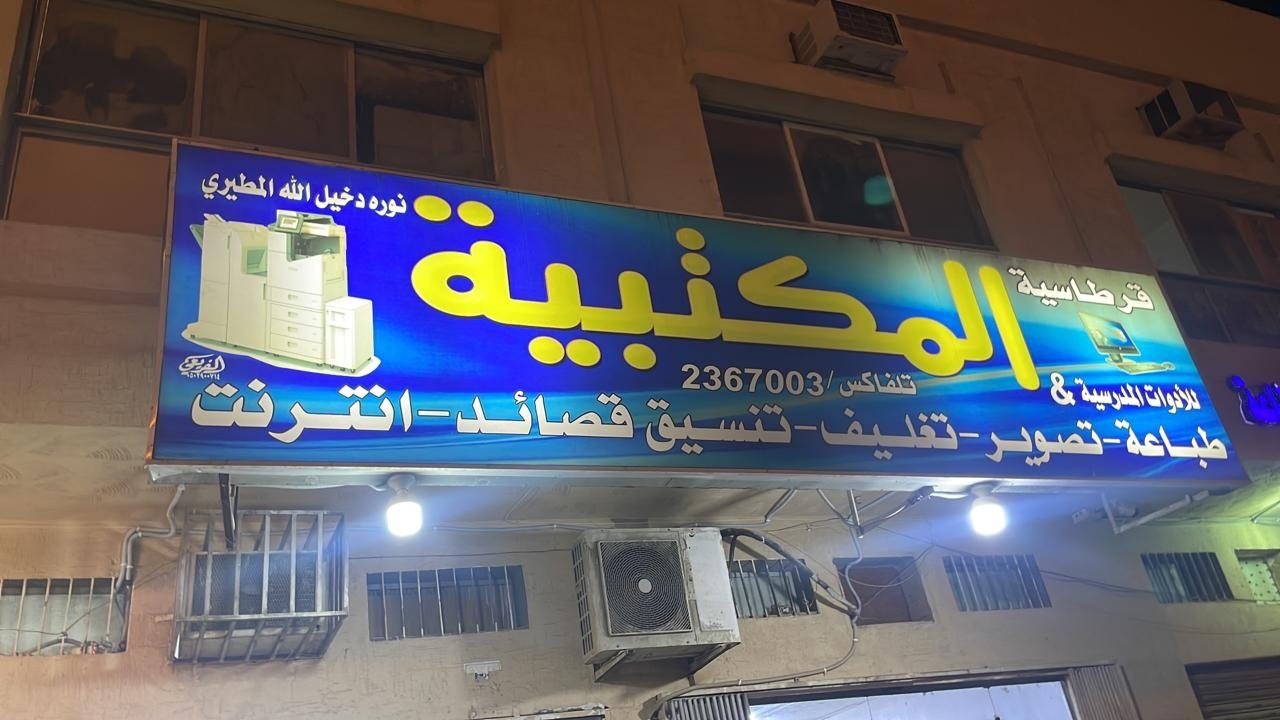 قرطاسية
المكتبية
نوره دخيل الله المطيري
للأدوات المدرسية &
تلفاكس / 2367003
طباعة - تصوير - تغليف - تنسيق قصائد - انترنت